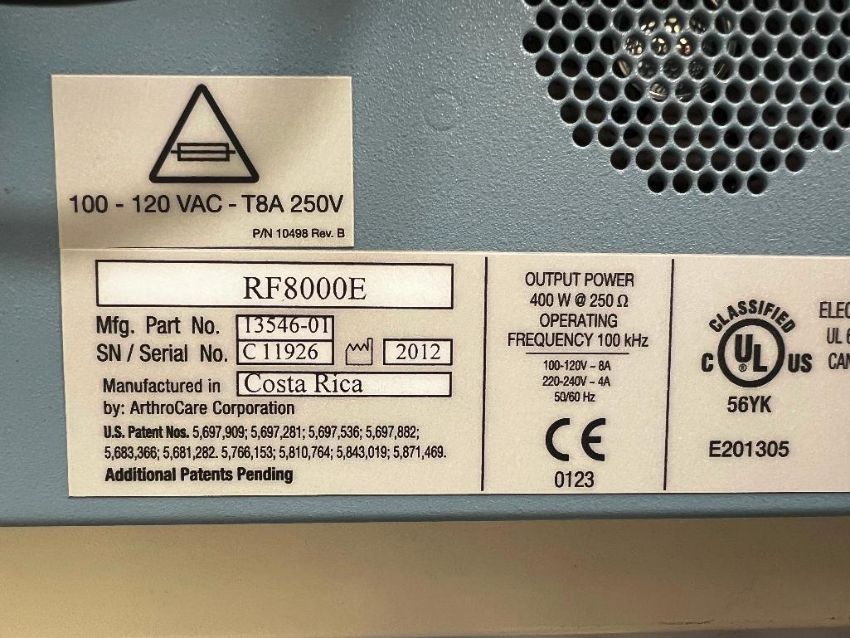 100 - 120 VAC - T8A 250V
P/N 10498 Rev. B
RF8000E
Mfg. Part No. 13546-01
SN / Serial No. C 11926 2012
Manufactured in Costa Rica
by: ArthroCare Corporation
U.S. Patent Nos. 5,697,909; 5,697,281; 5,697,536; 5,697,882;
5,683,366; 5,681,282. 5,766,153; 5,810,764; 5,843,019; 5,871,469.
Additional Patents Pending
OUTPUT POWER
400 W @ 250 Ω
OPERATING
FREQUENCY 100 kHz
100-120V - 8A
220-240V - 4A
50/60 Hz
CE
0123
CLASSIFIED
C UL® US
56YK
E201305
ELEC
UL 6
CAN